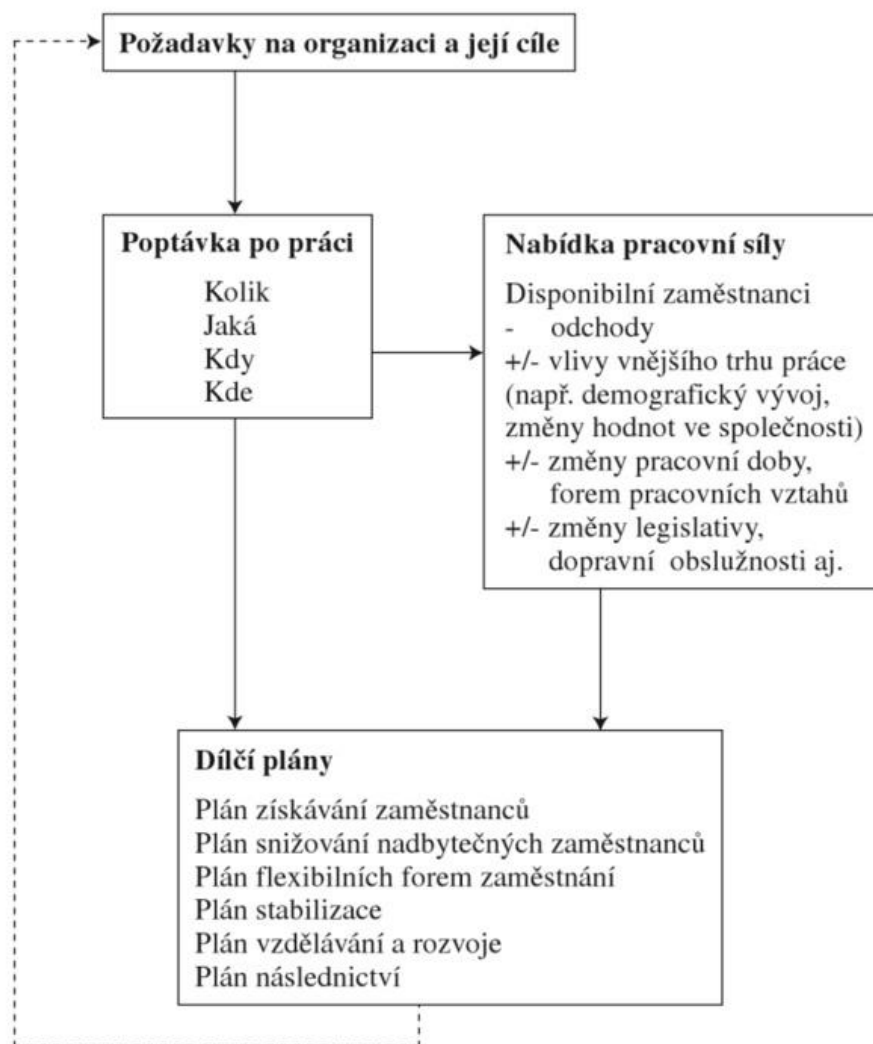 Požadavky na organizaci a její cíle
Poptávka po práci
Kolik
Jaká
Kdy
Kde
Nabídka pracovní síly
Disponibilní zaměstnanci
- odchody
+/- vlivy vnějšího trhu práce
(např. demografický vývoj,
změny hodnot ve společnosti)
+/- změny pracovní doby,
forem pracovních vztahů
+/- změny legislativy,
dopravní obslužnosti aj.
Dílčí plány
Plán získávání zaměstnanců
Plán snižování nadbytečných zaměstnanců
Plán flexibilních forem zaměstnání
Plán stabilizace
Plán vzdělávání a rozvoje
Plán následnictví